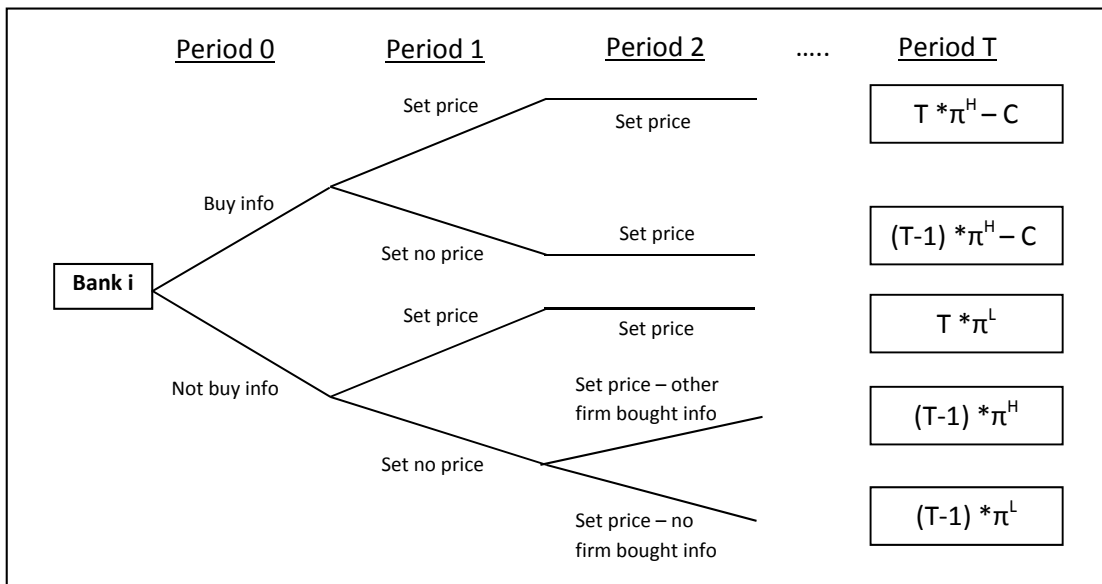 Period 0
Period 1
Period 2
.....
Period T
Set price
Set price
T *π^H – C
Buy info
Set no price
Set price
(T-1) *π^H – C
Bank i
Set price
Set price
T *π^L
Not buy info
Set price – other
firm bought info
(T-1) *π^H
Set no price
Set price – no
firm bought info
(T-1) *π^L